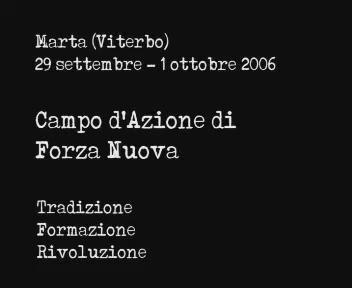 Marta (Viterbo)
29 settembre - 1 ottobre 2006
Campo d'Azione di
Forza Nuova
Tradizione
Formazione
Rivoluzione